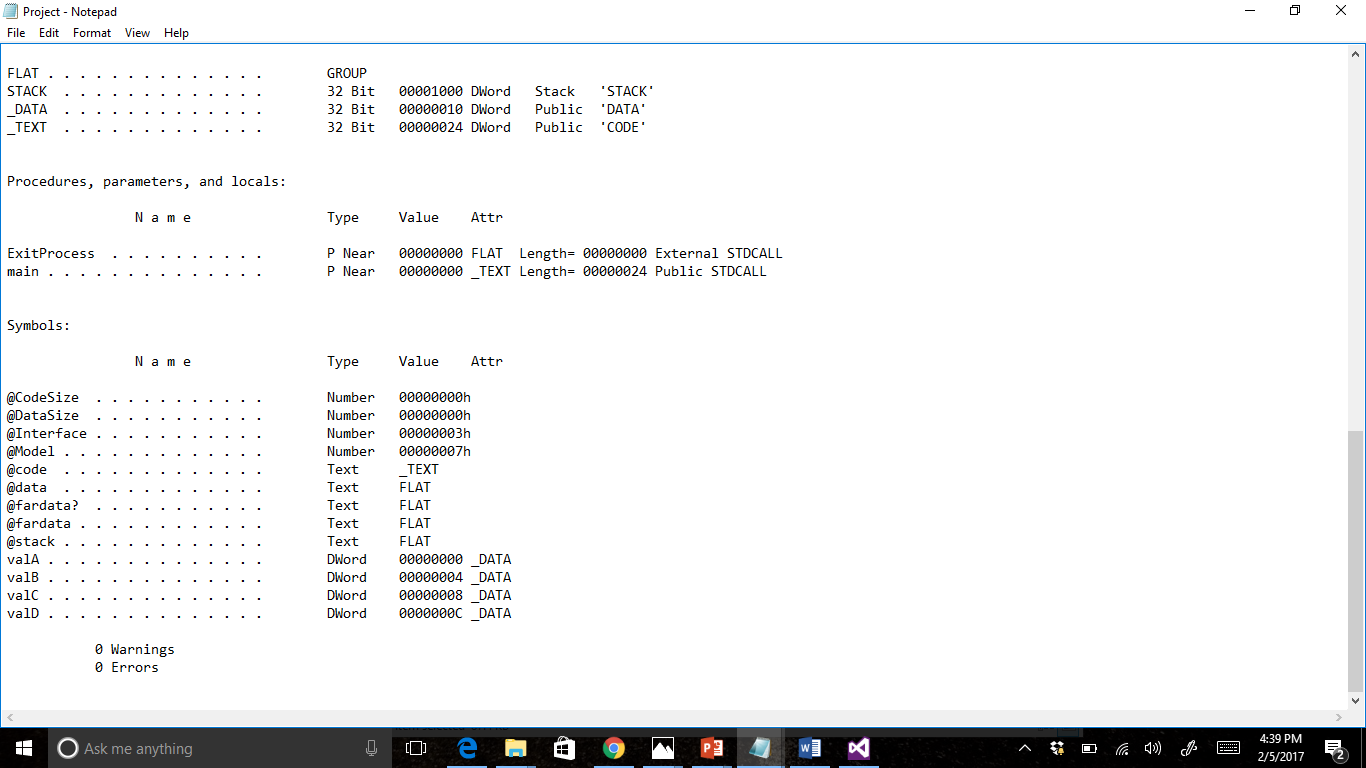 Project - Notepad
File Edit Format View Help
FLAT . . . . . . . . . . . . . . GROUP
STACK . . . . . . . . . . . . . 32 Bit 00001000 DWord Stack 'STACK'
_DATA . . . . . . . . . . . . . 32 Bit 00000010 DWord Public 'DATA'
_TEXT . . . . . . . . . . . . . 32 Bit 00000024 DWord Public 'CODE'
Procedures, parameters, and locals:
N a m e Type Value Attr
ExitProcess . . . . . . . . . . P Near 00000000 FLAT Length= 00000000 External STDCALL
main . . . . . . . . . . . . . . P Near 00000000 _TEXT Length= 00000024 Public STDCALL
Symbols:
N a m e Type Value Attr
@CodeSize . . . . . . . . . . . Number 00000000h
@DataSize . . . . . . . . . . . Number 00000000h
@Interface . . . . . . . . . . . Number 00000003h
@Model . . . . . . . . . . . . . Number 00000007h
@code . . . . . . . . . . . . . Text _TEXT
@data . . . . . . . . . . . . . Text FLAT
@fardata? . . . . . . . . . . . Text FLAT
@fardata . . . . . . . . . . . . Text FLAT
@stack . . . . . . . . . . . . . Text FLAT
valA . . . . . . . . . . . . . . DWord 00000000 _DATA
valB . . . . . . . . . . . . . . DWord 00000004 _DATA
valC . . . . . . . . . . . . . . DWord 00000008 _DATA
valD . . . . . . . . . . . . . . DWord 0000000C _DATA
0 Warnings
0 Errors
Ask me anything
4:39 PM
2/5/2017
2